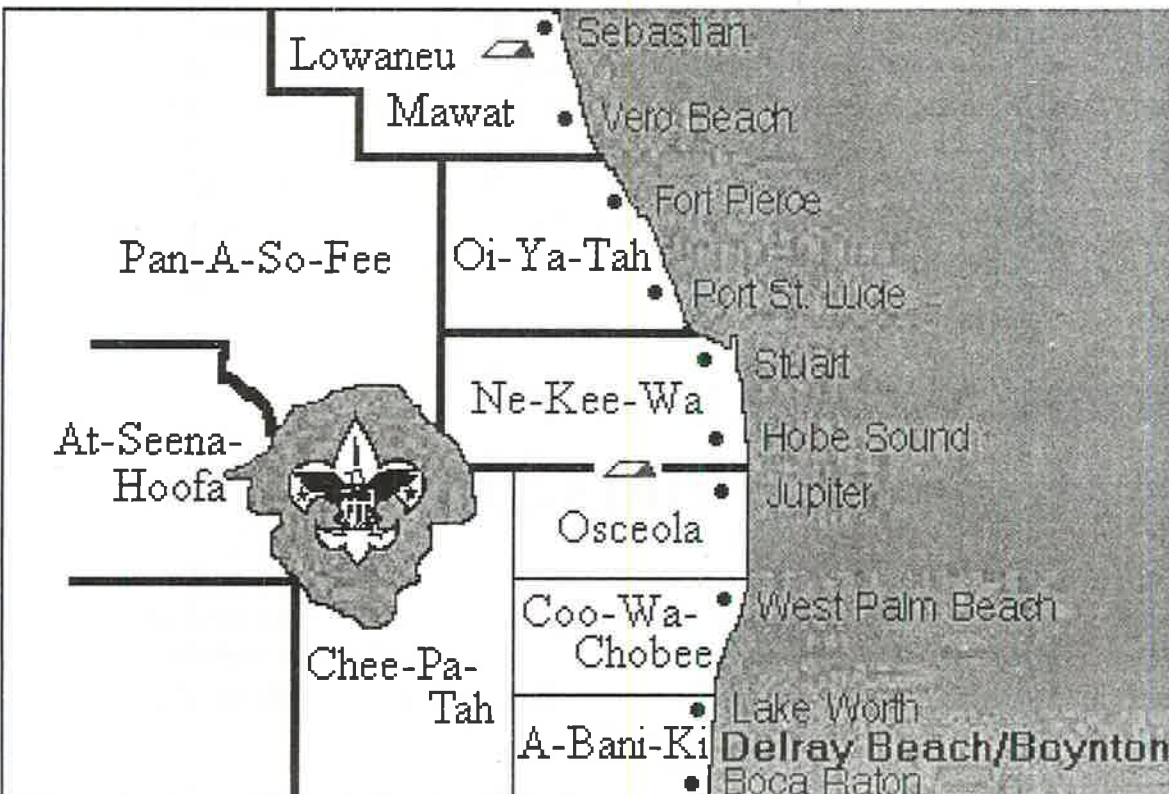 Sebastian
Lowaneu
Mawat
Vero Beach
Fort Pierce
Pan-A-So-Fee
Oi-Ya-Tah
Port St. Lucie
Stuart
Ne-Kee-Wa
At-Seena-
Hoofa
Hobe Sound
Jupiter
Osceola
Coo-Wa-
Chobee
West Palm Beach
Chee-Pa-
Tah
Lake Worth
A-Bani-Ki
Delray Beach/Boynton
Boca Raton